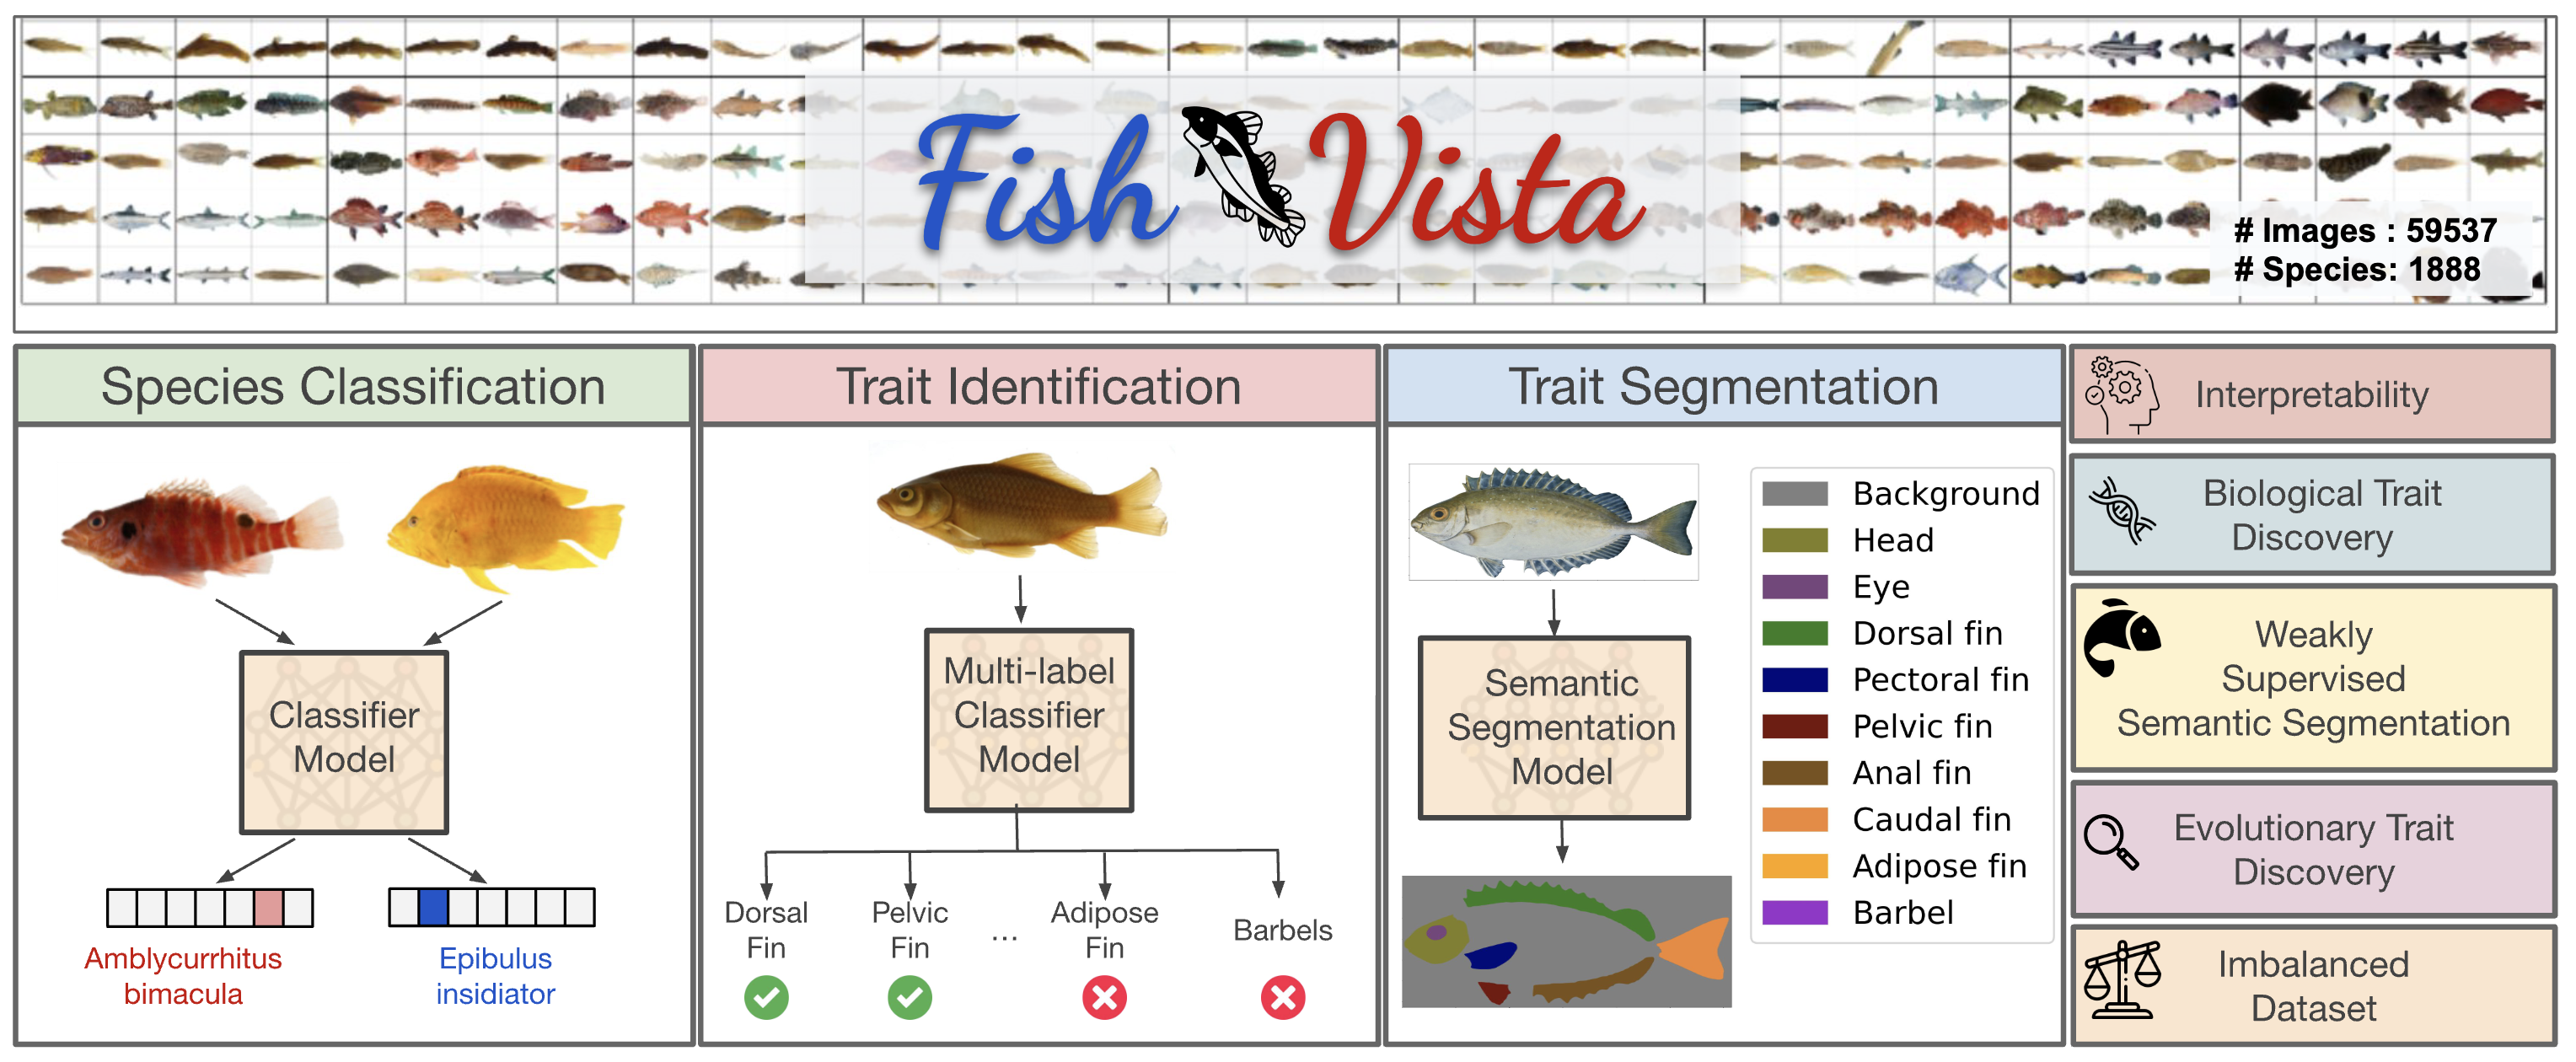 Fish Vista
# Images : 59537
# Species: 1888
Species Classification
Classifier
Model
Amblycurrhitus
bimacula
Epibulus
insidiator
Trait Identification
Multi-label
Classifier
Model
Dorsal
Fin
Pelvic
Fin
...
Adipose
Fin
Barbels
Trait Segmentation
Semantic
Segmentation
Model
Background
Head
Eye
Dorsal fin
Pectoral fin
Pelvic fin
Anal fin
Caudal fin
Adipose fin
Barbel
Interpretability
Biological Trait
Discovery
Weakly
Supervised
Semantic Segmentation
Evolutionary Trait
Discovery
Imbalanced
Dataset